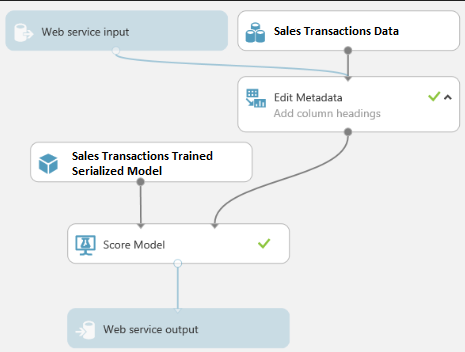 Web service input
Sales Transactions Data
Edit Metadata
Add column headings
Sales Transactions Trained
Serialized Model
Score Model
Web service output